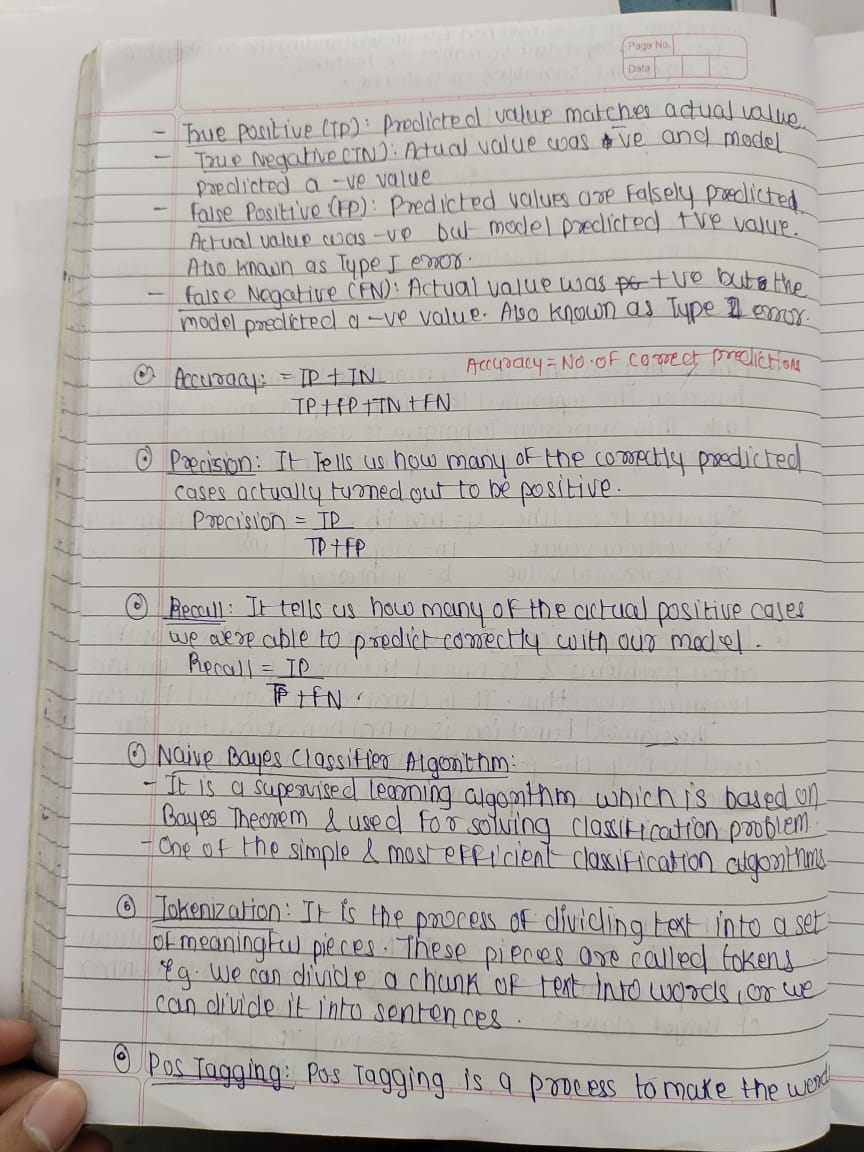 Page No.
Date
- True Positive (TP): Predicted value matches actual value.
- True Negative (TN): Actual value was -ve and model
predicted a -ve value
- False Positive (FP): Predicted values are Falsely predicted.
Actual value was -ve but model predicted +ve value.
Also known as Type I error.
- False Negative (FN): Actual value was +ve but the
model predicted a -ve value. Also known as Type II error.
Accuracy: = TP + TN
TP + FP + TN + FN
Accuracy = No. of correct prediction
Precision: It Tells us how many of the correctly predicted
cases actually turned out to be positive.
Precision = TP
TP + FP
Recall: It tells us how many of the actual positive cases
we were able to predict correctly with our model.
Recall = TP
TP + FN
Naive Bayes Classifier Algorithm:
- It is a supervised learning algorithm which is based on
Bayes Theorem & used for solving classification problem.
- One of the simple & most efficient classification algorithms
Tokenization: It is the process of dividing text into a set
of meaningful pieces. These pieces are called tokens.
eg. We can divide a chunk of text into words, or we
can divide it into sentences.
Pos Tagging: Pos Tagging is a process to make the